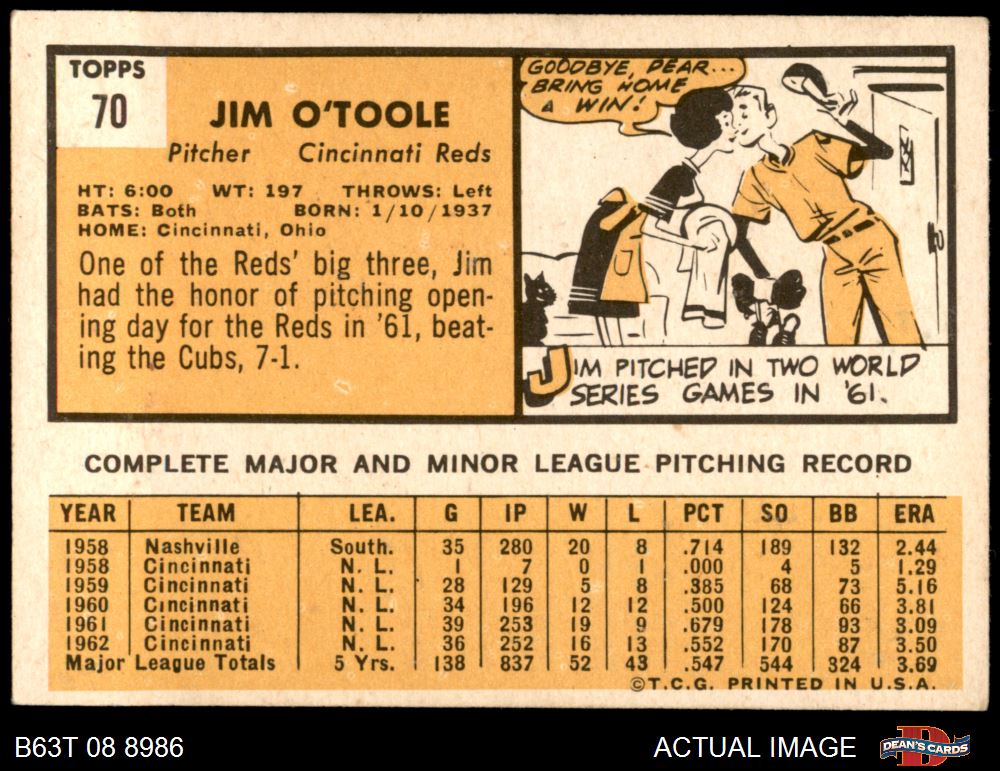 TOPPS
70
JIM O'TOOLE
Pitcher Cincinnati Reds
HT: 6:00 WT: 197 THROWS: Left
BATS: Both BORN: 1/10/1937
HOME: Cincinnati, Ohio
One of the Reds' big three, Jim
had the honor of pitching open-
ing day for the Reds in '61, beat-
ing the Cubs, 7-1.
GOODBYE, DEAR...
BRING HOME
A WIN!
JIM PITCHED IN TWO WORLD
SERIES GAMES IN '61.
COMPLETE MAJOR AND MINOR LEAGUE PITCHING RECORD
YEAR TEAM LEA. G IP W L PCT SO BB ERA
1958 Nashville South. 35 280 20 8 .714 189 132 2.44
1958 Cincinnati N. L. 1 7 0 1 .000 4 5 1.29
1959 Cincinnati N. L. 28 129 5 8 .385 68 73 5.16
1960 Cincinnati N. L. 34 196 12 12 .500 124 66 3.81
1961 Cincinnati N. L. 39 253 19 9 .679 178 93 3.09
1962 Cincinnati N. L. 36 252 16 13 .552 170 87 3.50
Major League Totals 5 Yrs. 138 837 52 43 .547 544 324 3.69
©T.C.G. PRINTED IN U.S.A.
B63T 08 8986 ACTUAL IMAGE DEAN'S CARDS